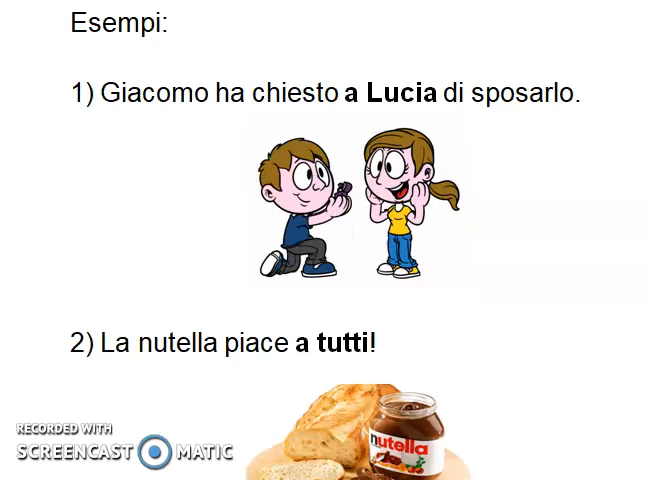 Esempi:
1) Giacomo ha chiesto a Lucia di sposarlo.
2) La nutella piace a tutti!
nutella
RECORDED WITH
SCREENCAST MATIC